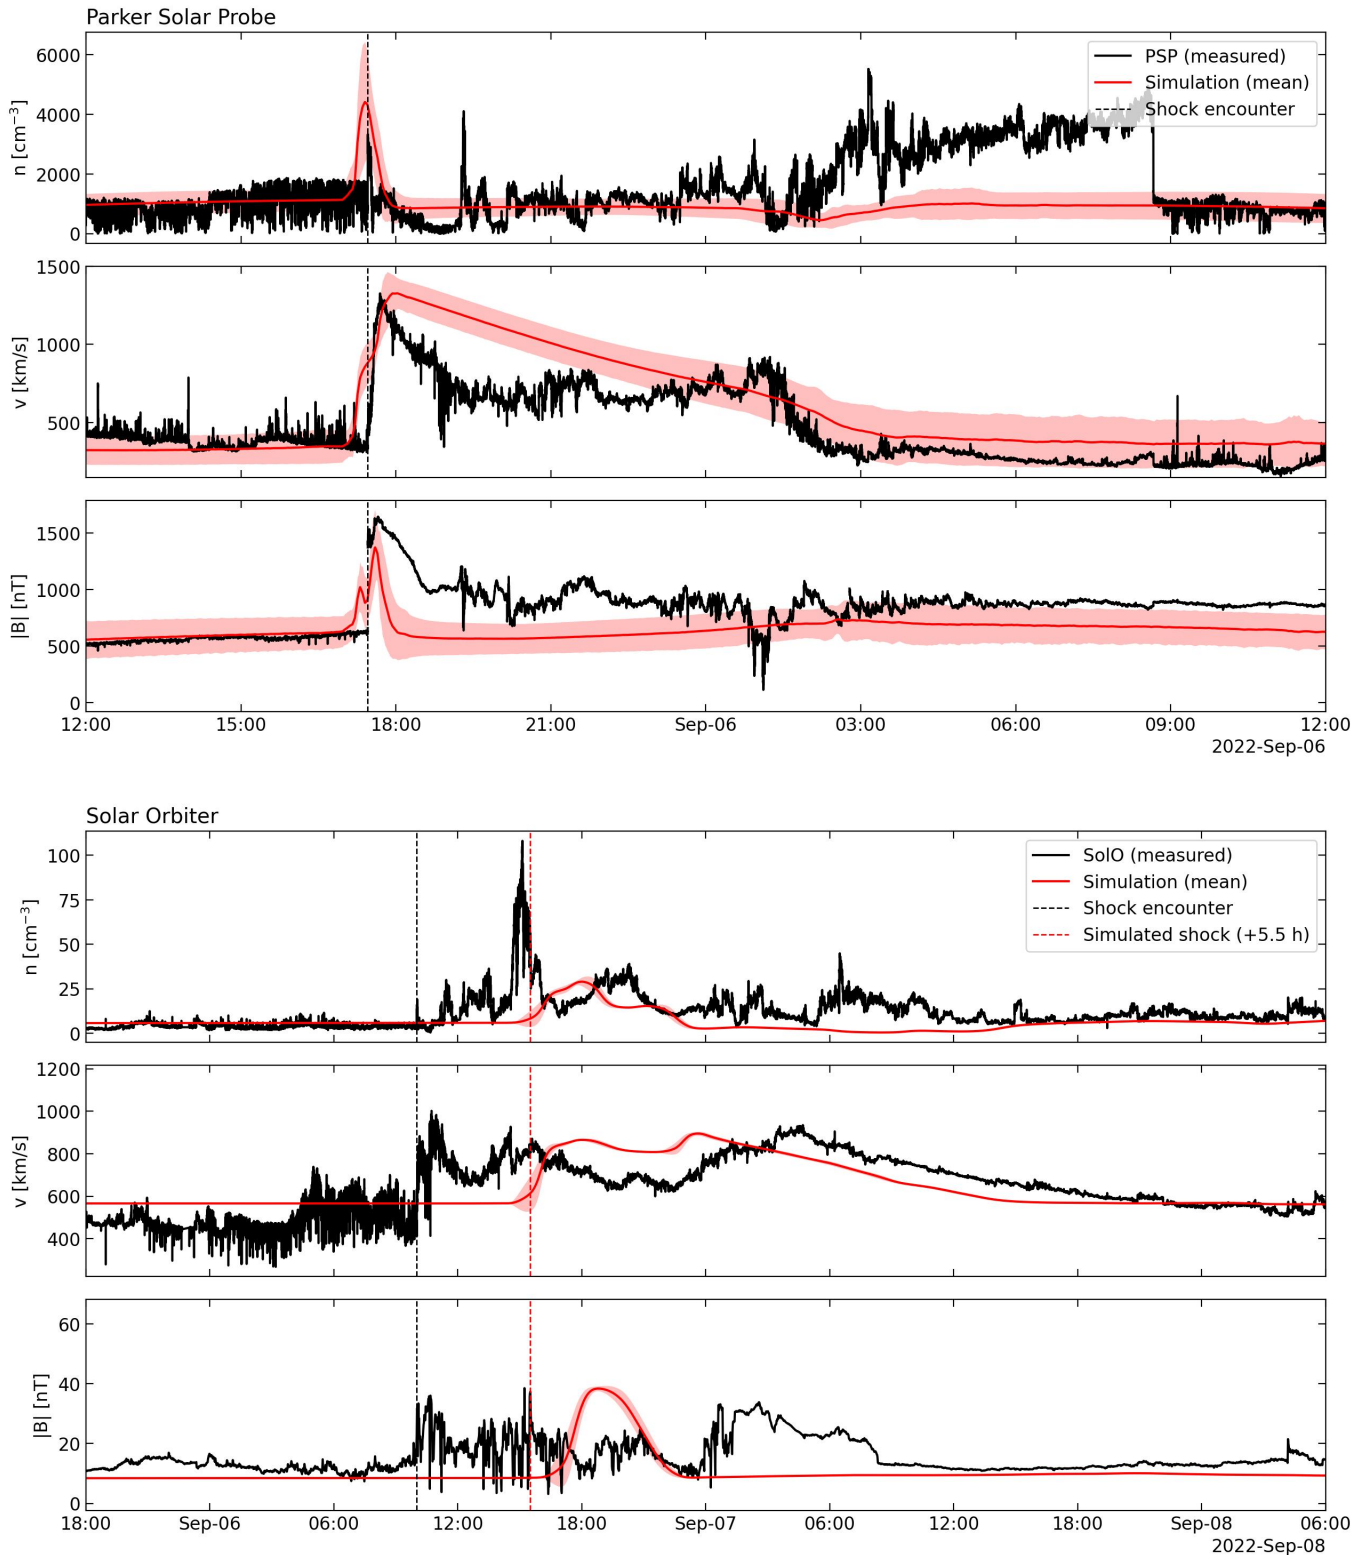 Parker Solar Probe
n [cm⁻³]
6000
4000
2000
0
PSP (measured)
Simulation (mean)
Shock encounter
v [km/s]
1500
1000
500
|B| [nT]
1500
1000
500
0
12:00 15:00 18:00 21:00 Sep-06 03:00 06:00 09:00 12:00
2022-Sep-06
Solar Orbiter
n [cm⁻³]
100
75
50
25
0
SolO (measured)
Simulation (mean)
Shock encounter
Simulated shock (+5.5 h)
v [km/s]
1200
1000
800
600
400
|B| [nT]
60
40
20
0
18:00 Sep-06 06:00 12:00 18:00 Sep-07 06:00 12:00 18:00 Sep-08 06:00
2022-Sep-08